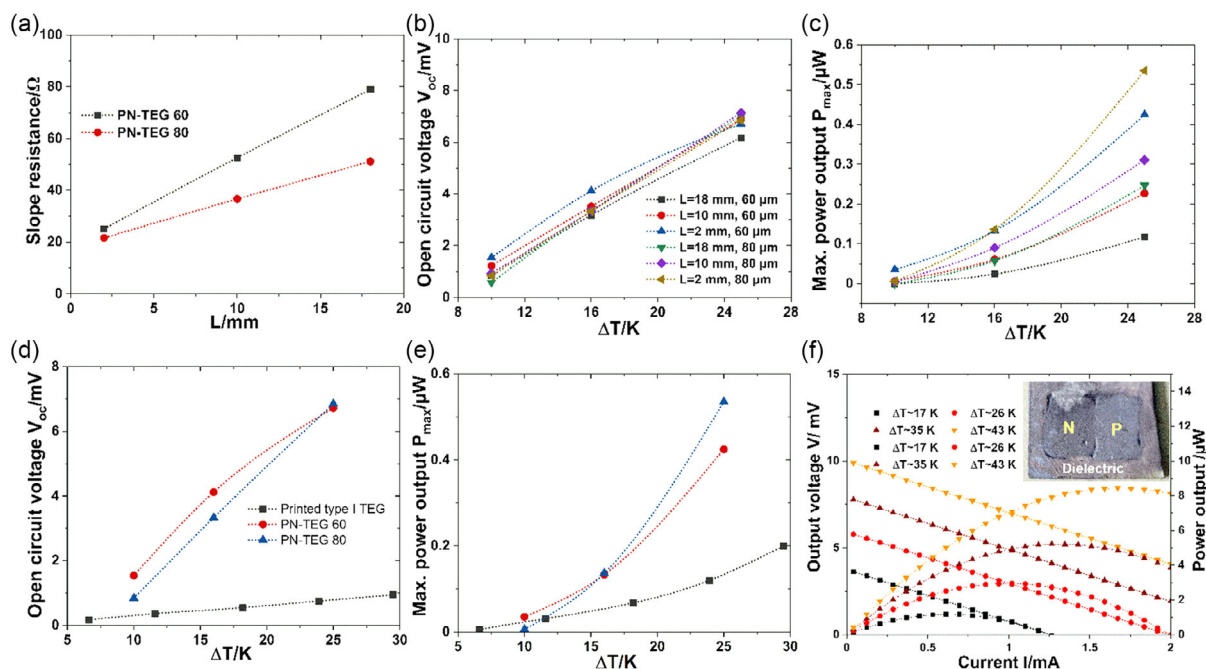 (a)
Slope resistance/Ω
100
80
60
40
20
0
PN-TEG 60
PN-TEG 80
0
5
10
15
20
L/mm
(b)
Open circuit voltage Voc/mV
10
8
6
4
2
0
L=18 mm, 60 μm
L=10 mm, 60 μm
L=2 mm, 60 μm
L=18 mm, 80 μm
L=10 mm, 80 μm
L=2 mm, 80 μm
8
12
16
20
24
28
ΔT/K
(c)
Max. power output Pmax/μW
0.6
0.5
0.4
0.3
0.2
0.1
0
8
12
16
20
24
28
ΔT/K
(d)
Open circuit voltage Voc/mV
8
6
4
2
0
Printed type I TEG
PN-TEG 60
PN-TEG 80
5
10
15
20
25
30
ΔT/K
(e)
Max. power output Pmax/μW
0.6
0.4
0.2
0
5
10
15
20
25
30
ΔT/K
(f)
Output voltage V/ mV
15
10
5
0
ΔT~17 K
ΔT~26 K
ΔT~35 K
ΔT~43 K
ΔT~17 K
ΔT~26 K
ΔT~35 K
ΔT~43 K
N
P
Dielectric
14
12
10
8
6
4
2
0
Power output /μW
0
0.5
1
1.5
2
Current I/mA